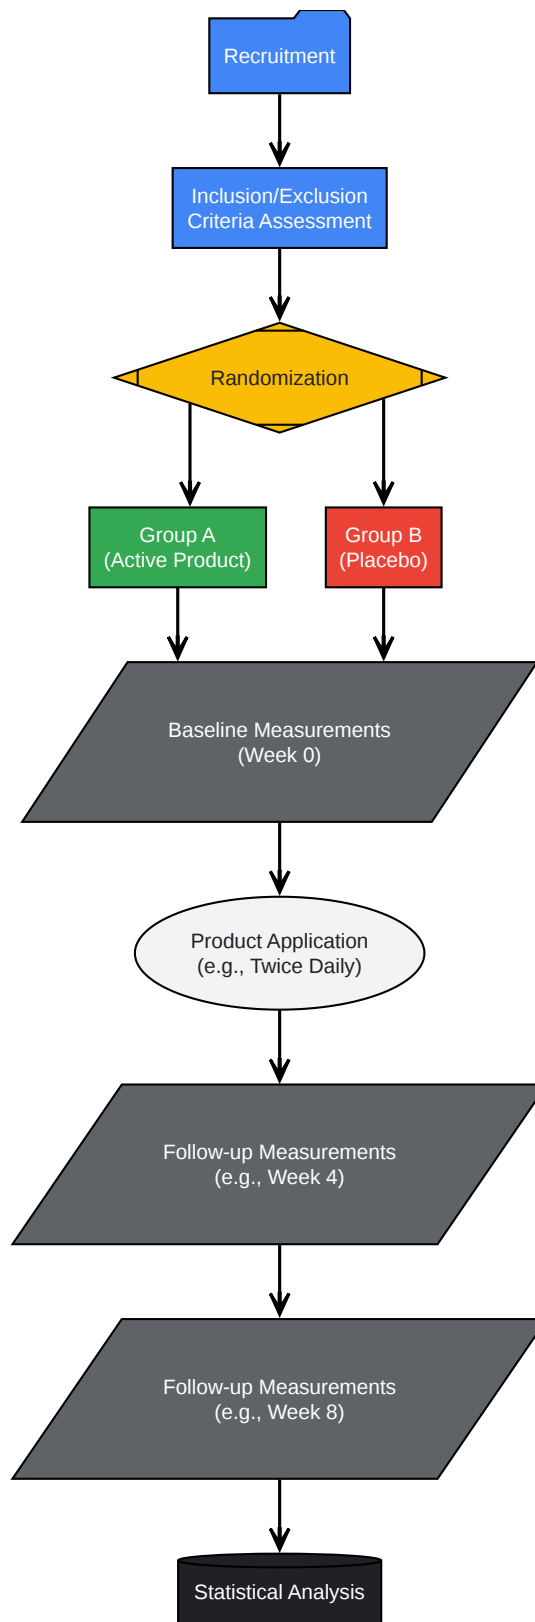 Recruitment
Inclusion/Exclusion
Criteria Assessment
Randomization
Group A
(Active Product)
Group B
(Placebo)
Baseline Measurements
(Week 0)
Product Application
(e.g., Twice Daily)
Follow-up Measurements
(e.g., Week 4)
Follow-up Measurements
(e.g., Week 8)
Statistical Analysis